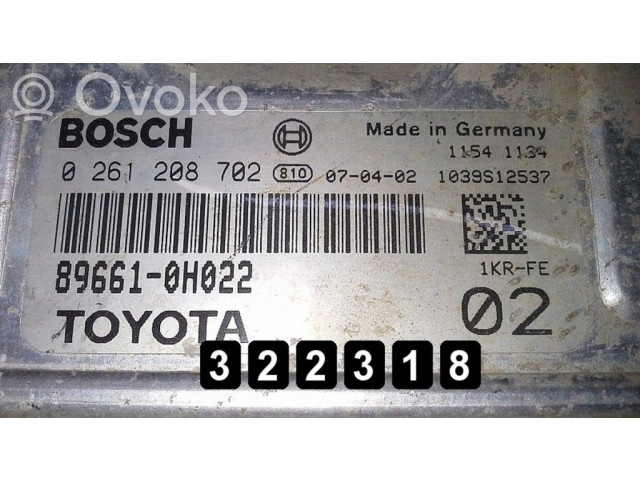 Ovoko
BOSCH
Made in Germany
1154 1134
0 261 208 702 810 07-04-02 1039S12537
89661-0H022
1KR-FE
TOYOTA
02
322318